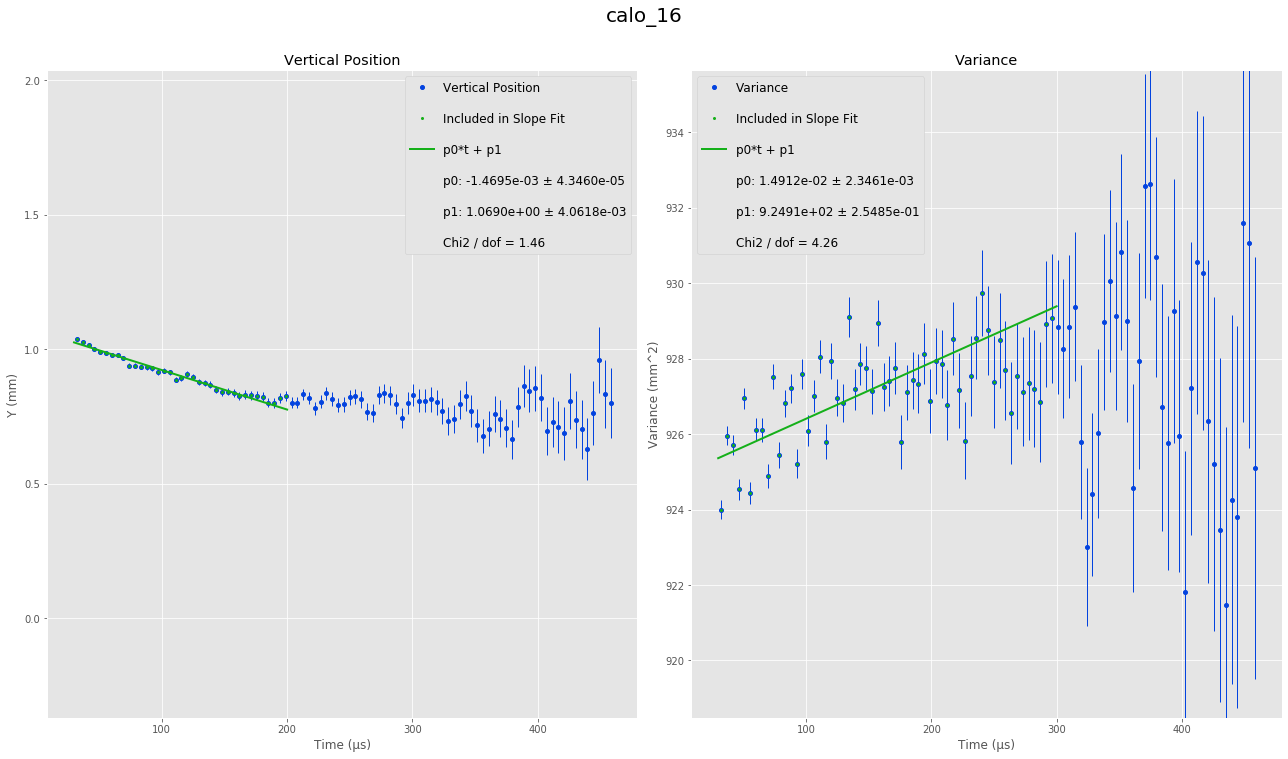 calo_16
Vertical Position
Vertical Position
Included in Slope Fit
p0*t + p1
p0: -1.4695e-03 ± 4.3460e-05
p1: 1.0690e+00 ± 4.0618e-03
Chi2 / dof = 1.46
2.0
1.5
1.0
0.5
0.0
Y (mm)
100 200 300 400
Time (µs)
Variance
Variance
Included in Slope Fit
p0*t + p1
p0: 1.4912e-02 ± 2.3461e-03
p1: 9.2491e+02 ± 2.5485e-01
Chi2 / dof = 4.26
934
932
930
928
926
924
922
920
Variance (mm^2)
100 200 300 400
Time (µs)